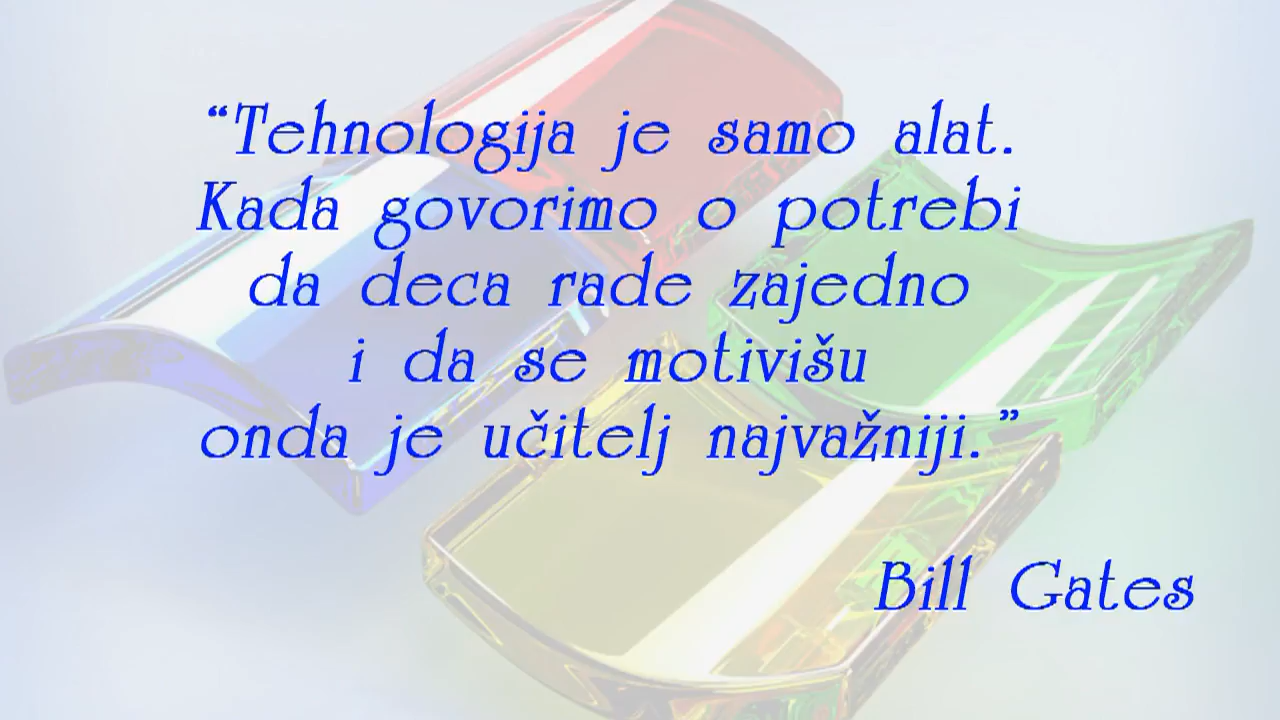 “Tehnologija je samo alat.
Kada govorimo o potrebi
da deca rade zajedno
i da se motivišu
onda je učitelj najvažniji.”
Bill Gates